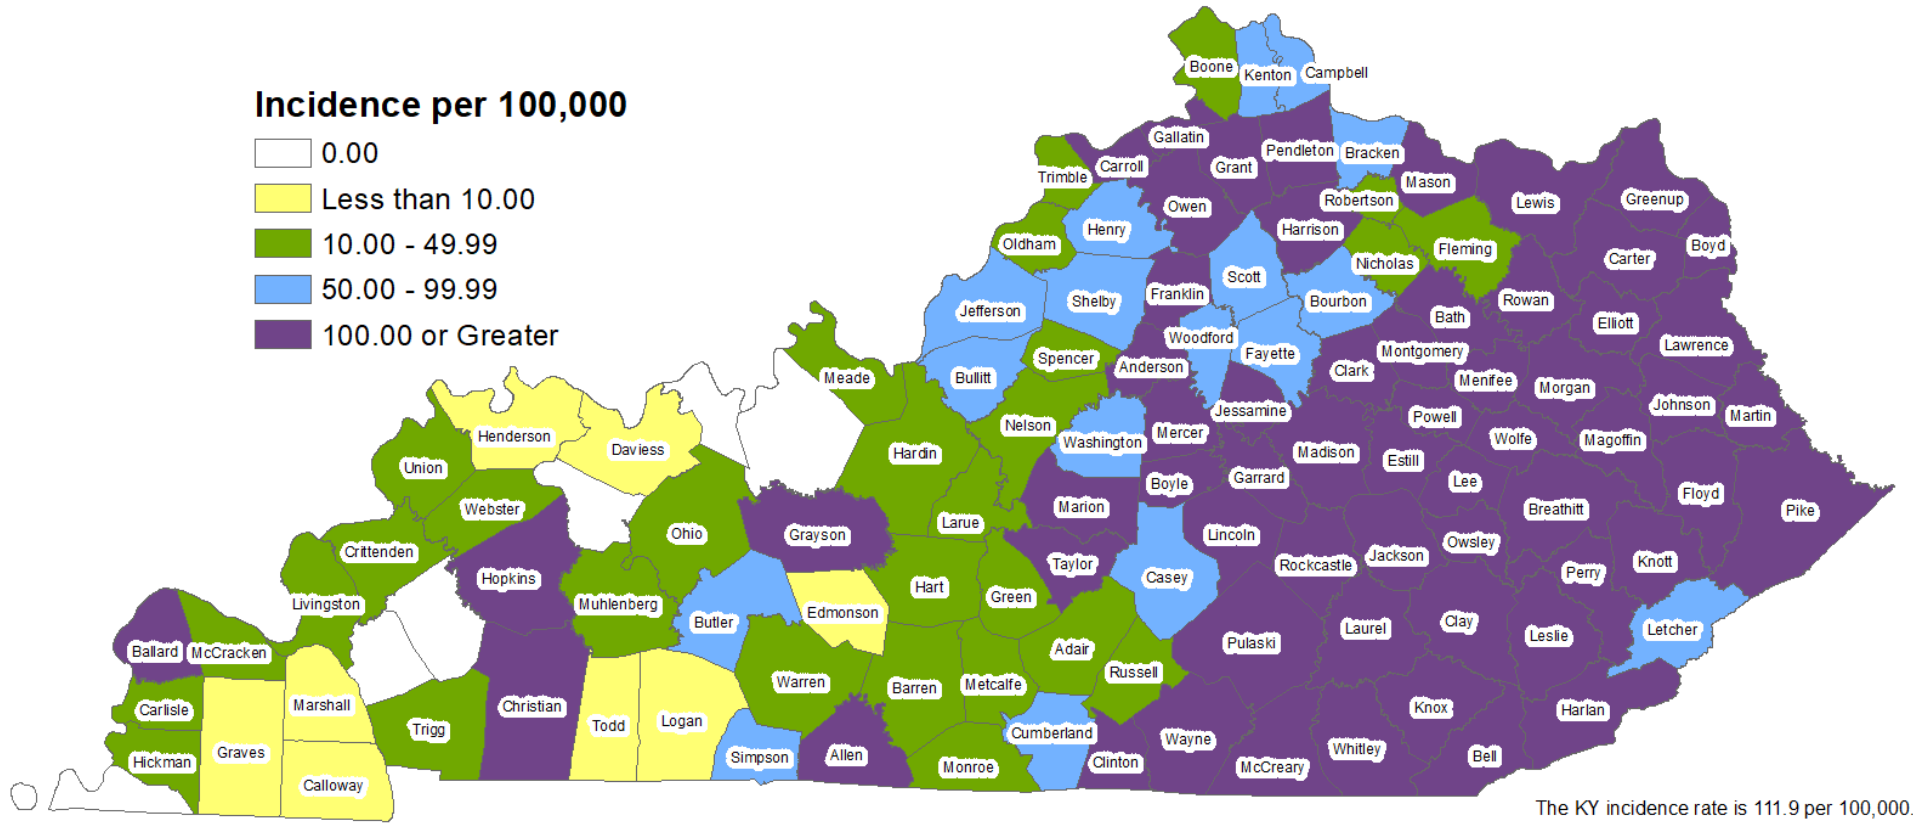 Incidence per 100,000
0.00
Less than 10.00
10.00 - 49.99
50.00 - 99.99
100.00 or Greater
Boone
Kenton
Campbell
Gallatin
Carroll
Grant
Pendleton
Bracken
Mason
Trimble
Owen
Robertson
Lewis
Greenup
Henry
Harrison
Oldham
Fleming
Boyd
Nicholas
Carter
Scott
Shelby
Franklin
Bourbon
Rowan
Jefferson
Bath
Elliott
Woodford
Fayette
Lawrence
Spencer
Anderson
Montgomery
Clark
Menifee
Morgan
Meade
Bullitt
Jessamine
Johnson
Martin
Powell
Nelson
Washington
Mercer
Wolfe
Magoffin
Henderson
Daviess
Hardin
Madison
Estill
Union
Boyle
Garrard
Lee
Floyd
Webster
Marion
Breathitt
Pike
Larue
Ohio
Grayson
Lincoln
Owsley
Crittenden
Taylor
Rockcastle
Jackson
Knott
Hopkins
Casey
Perry
Hart
Green
Livingston
Muhlenberg
Butler
Edmonson
Clay
Laurel
Leslie
Letcher
Ballard
McCracken
Adair
Pulaski
Warren
Barren
Metcalfe
Russell
Carlisle
Marshall
Christian
Knox
Harlan
Trigg
Todd
Logan
Cumberland
Wayne
Whitley
Hickman
Graves
Simpson
Allen
Monroe
Clinton
McCreary
Bell
Calloway
The KY incidence rate is 111.9 per 100,000.